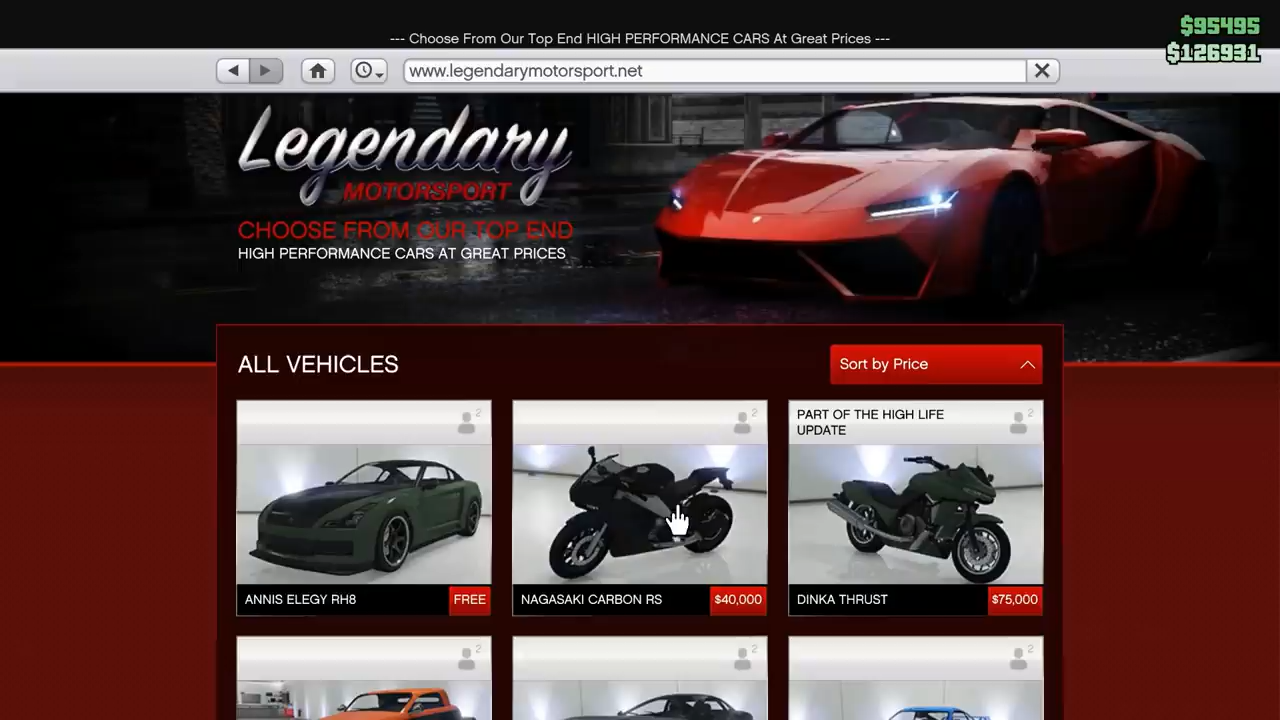 $95495
--- Choose From Our Top End HIGH PERFORMANCE CARS At Great Prices ---
$126931
www.legendarymotorsport.net
Legendary
MOTORSPORT
CHOOSE FROM OUR TOP END
HIGH PERFORMANCE CARS AT GREAT PRICES
ALL VEHICLES
Sort by Price
2
2
PART OF THE HIGH LIFE
UPDATE
2
ANNIS ELEGY RH8
FREE
NAGASAKI CARBON RS
$40,000
DINKA THRUST
$75,000
2
2
2